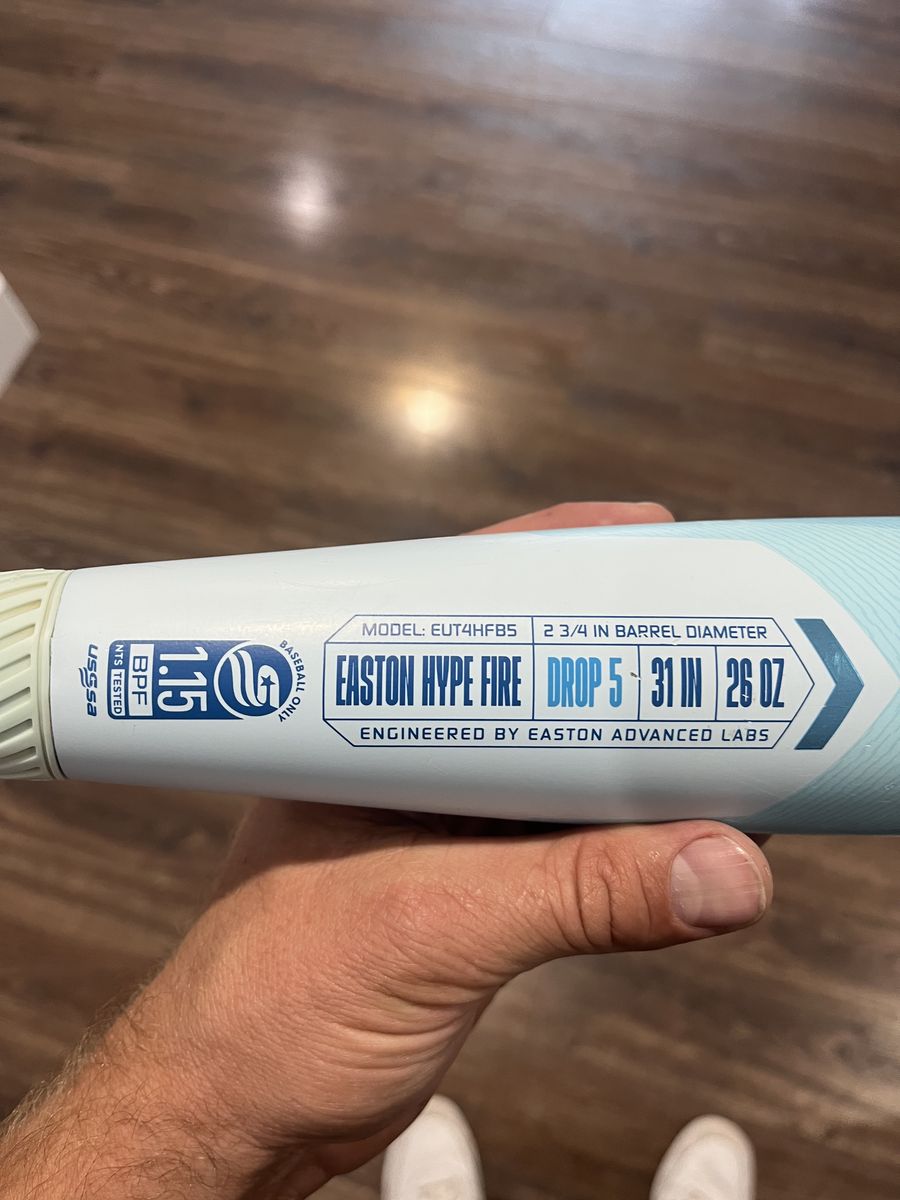 MODEL: EUT4HFB5
2 3/4 IN BARREL DIAMETER
EASTON HYPE FIRE
DROP 5
31 IN
26 OZ
ENGINEERED BY EASTON ADVANCED LABS
BASEBALL ONLY
1.15
BPF
NTS TESTED
USSSA